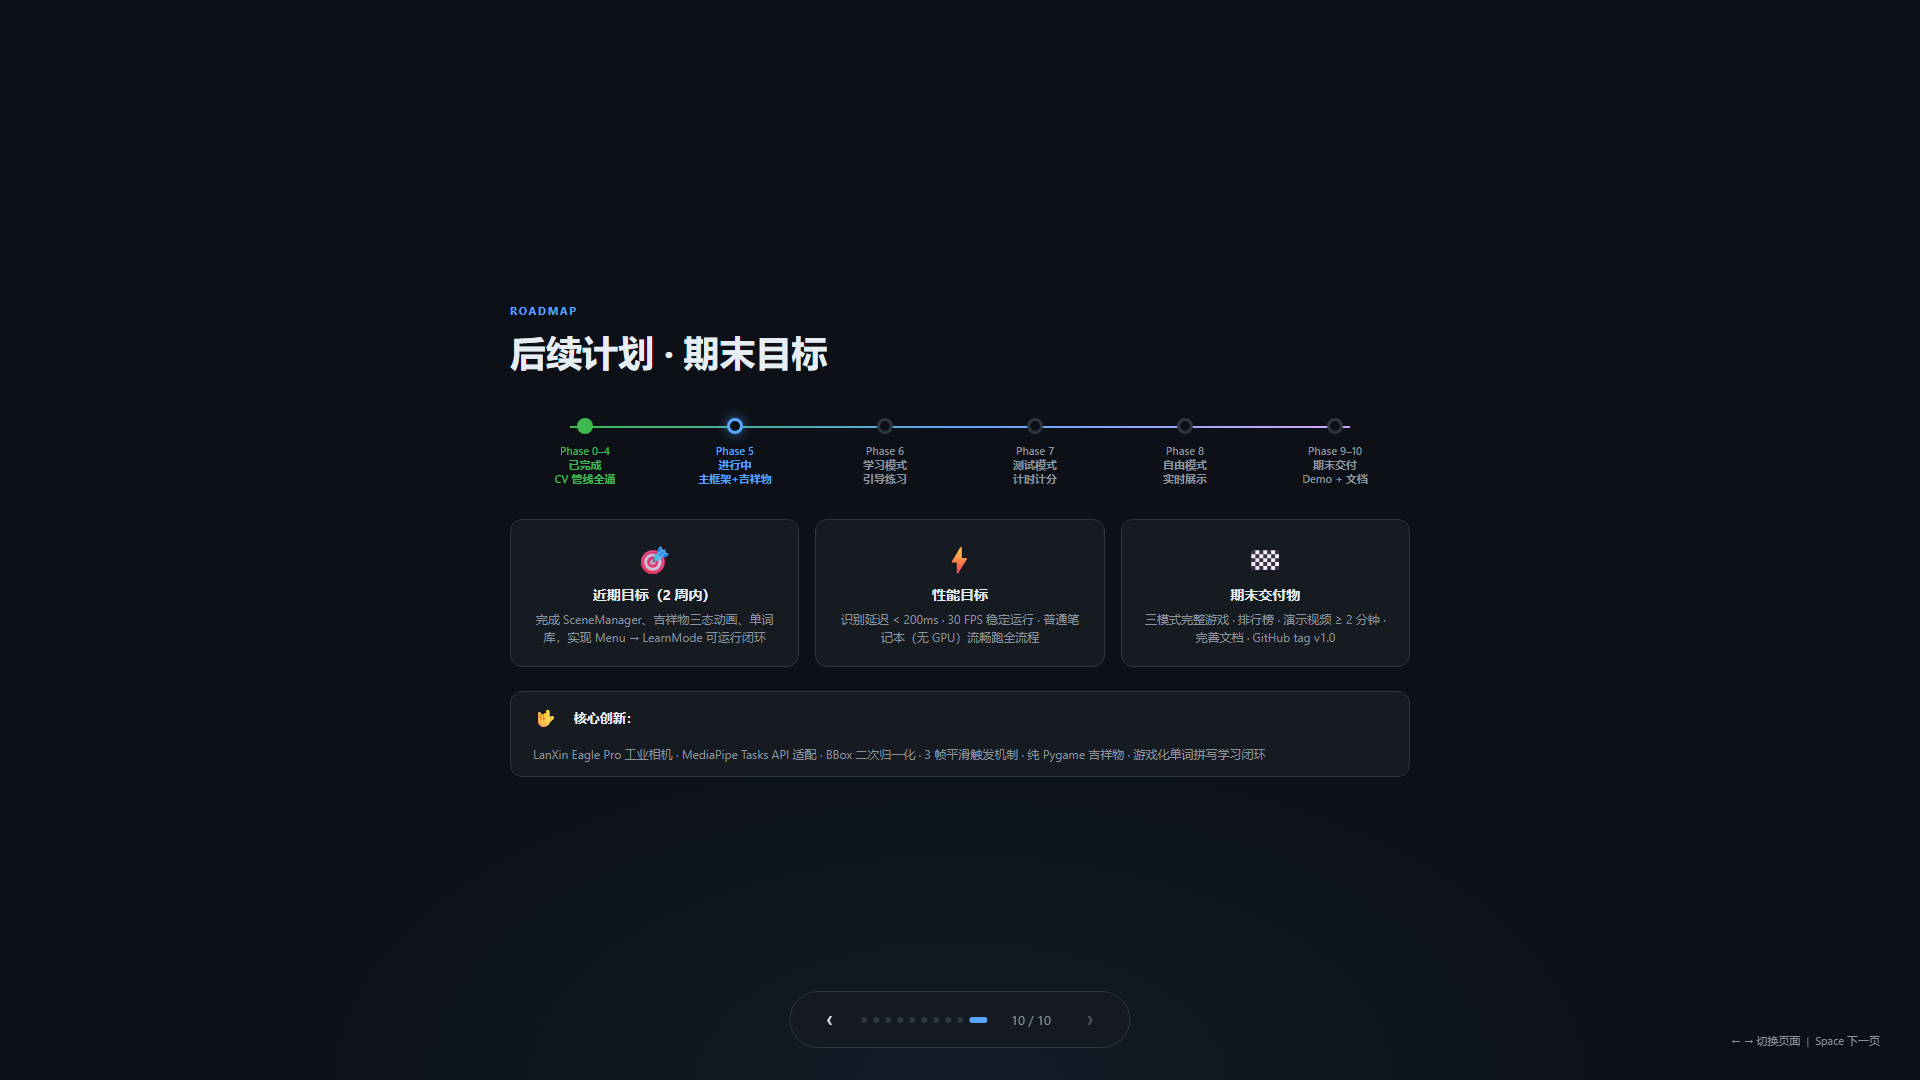 ROADMAP
后续计划 · 期末目标
Phase 0–4
已完成
CV 管线全通
Phase 5
进行中
主框架+吉祥物
Phase 6
学习模式
引导练习
Phase 7
测试模式
计时计分
Phase 8
自由模式
实时展示
Phase 9–10
期末交付
Demo + 文档
近期目标（2 周内）
完成 SceneManager、吉祥物三态动画、单词
库，实现 Menu → LearnMode 可运行闭环
性能目标
识别延迟 < 200ms · 30 FPS 稳定运行 · 普通笔
记本（无 GPU）流畅跑全流程
期末交付物
三模式完整游戏 · 排行榜 · 演示视频 ≥ 2 分钟 ·
完善文档 · GitHub tag v1.0
核心创新：
LanXin Eagle Pro 工业相机 · MediaPipe Tasks API 适配 · BBox 二次归一化 · 3 帧平滑触发机制 · 纯 Pygame 吉祥物 · 游戏化单词拼写学习闭环
‹ 10 / 10 ›
← → 切换页面 | Space 下一页